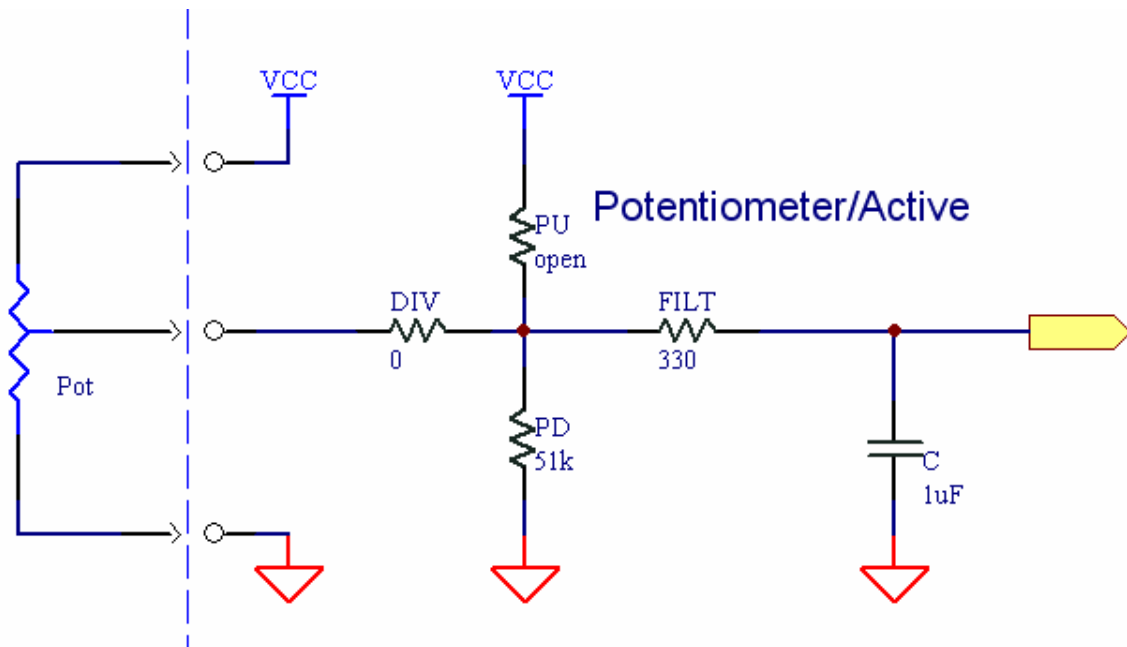 VCC
VCC
PU
open
Potentiometer/Active
DIV
0
FILT
330
Pot
PD
51k
C
1uF